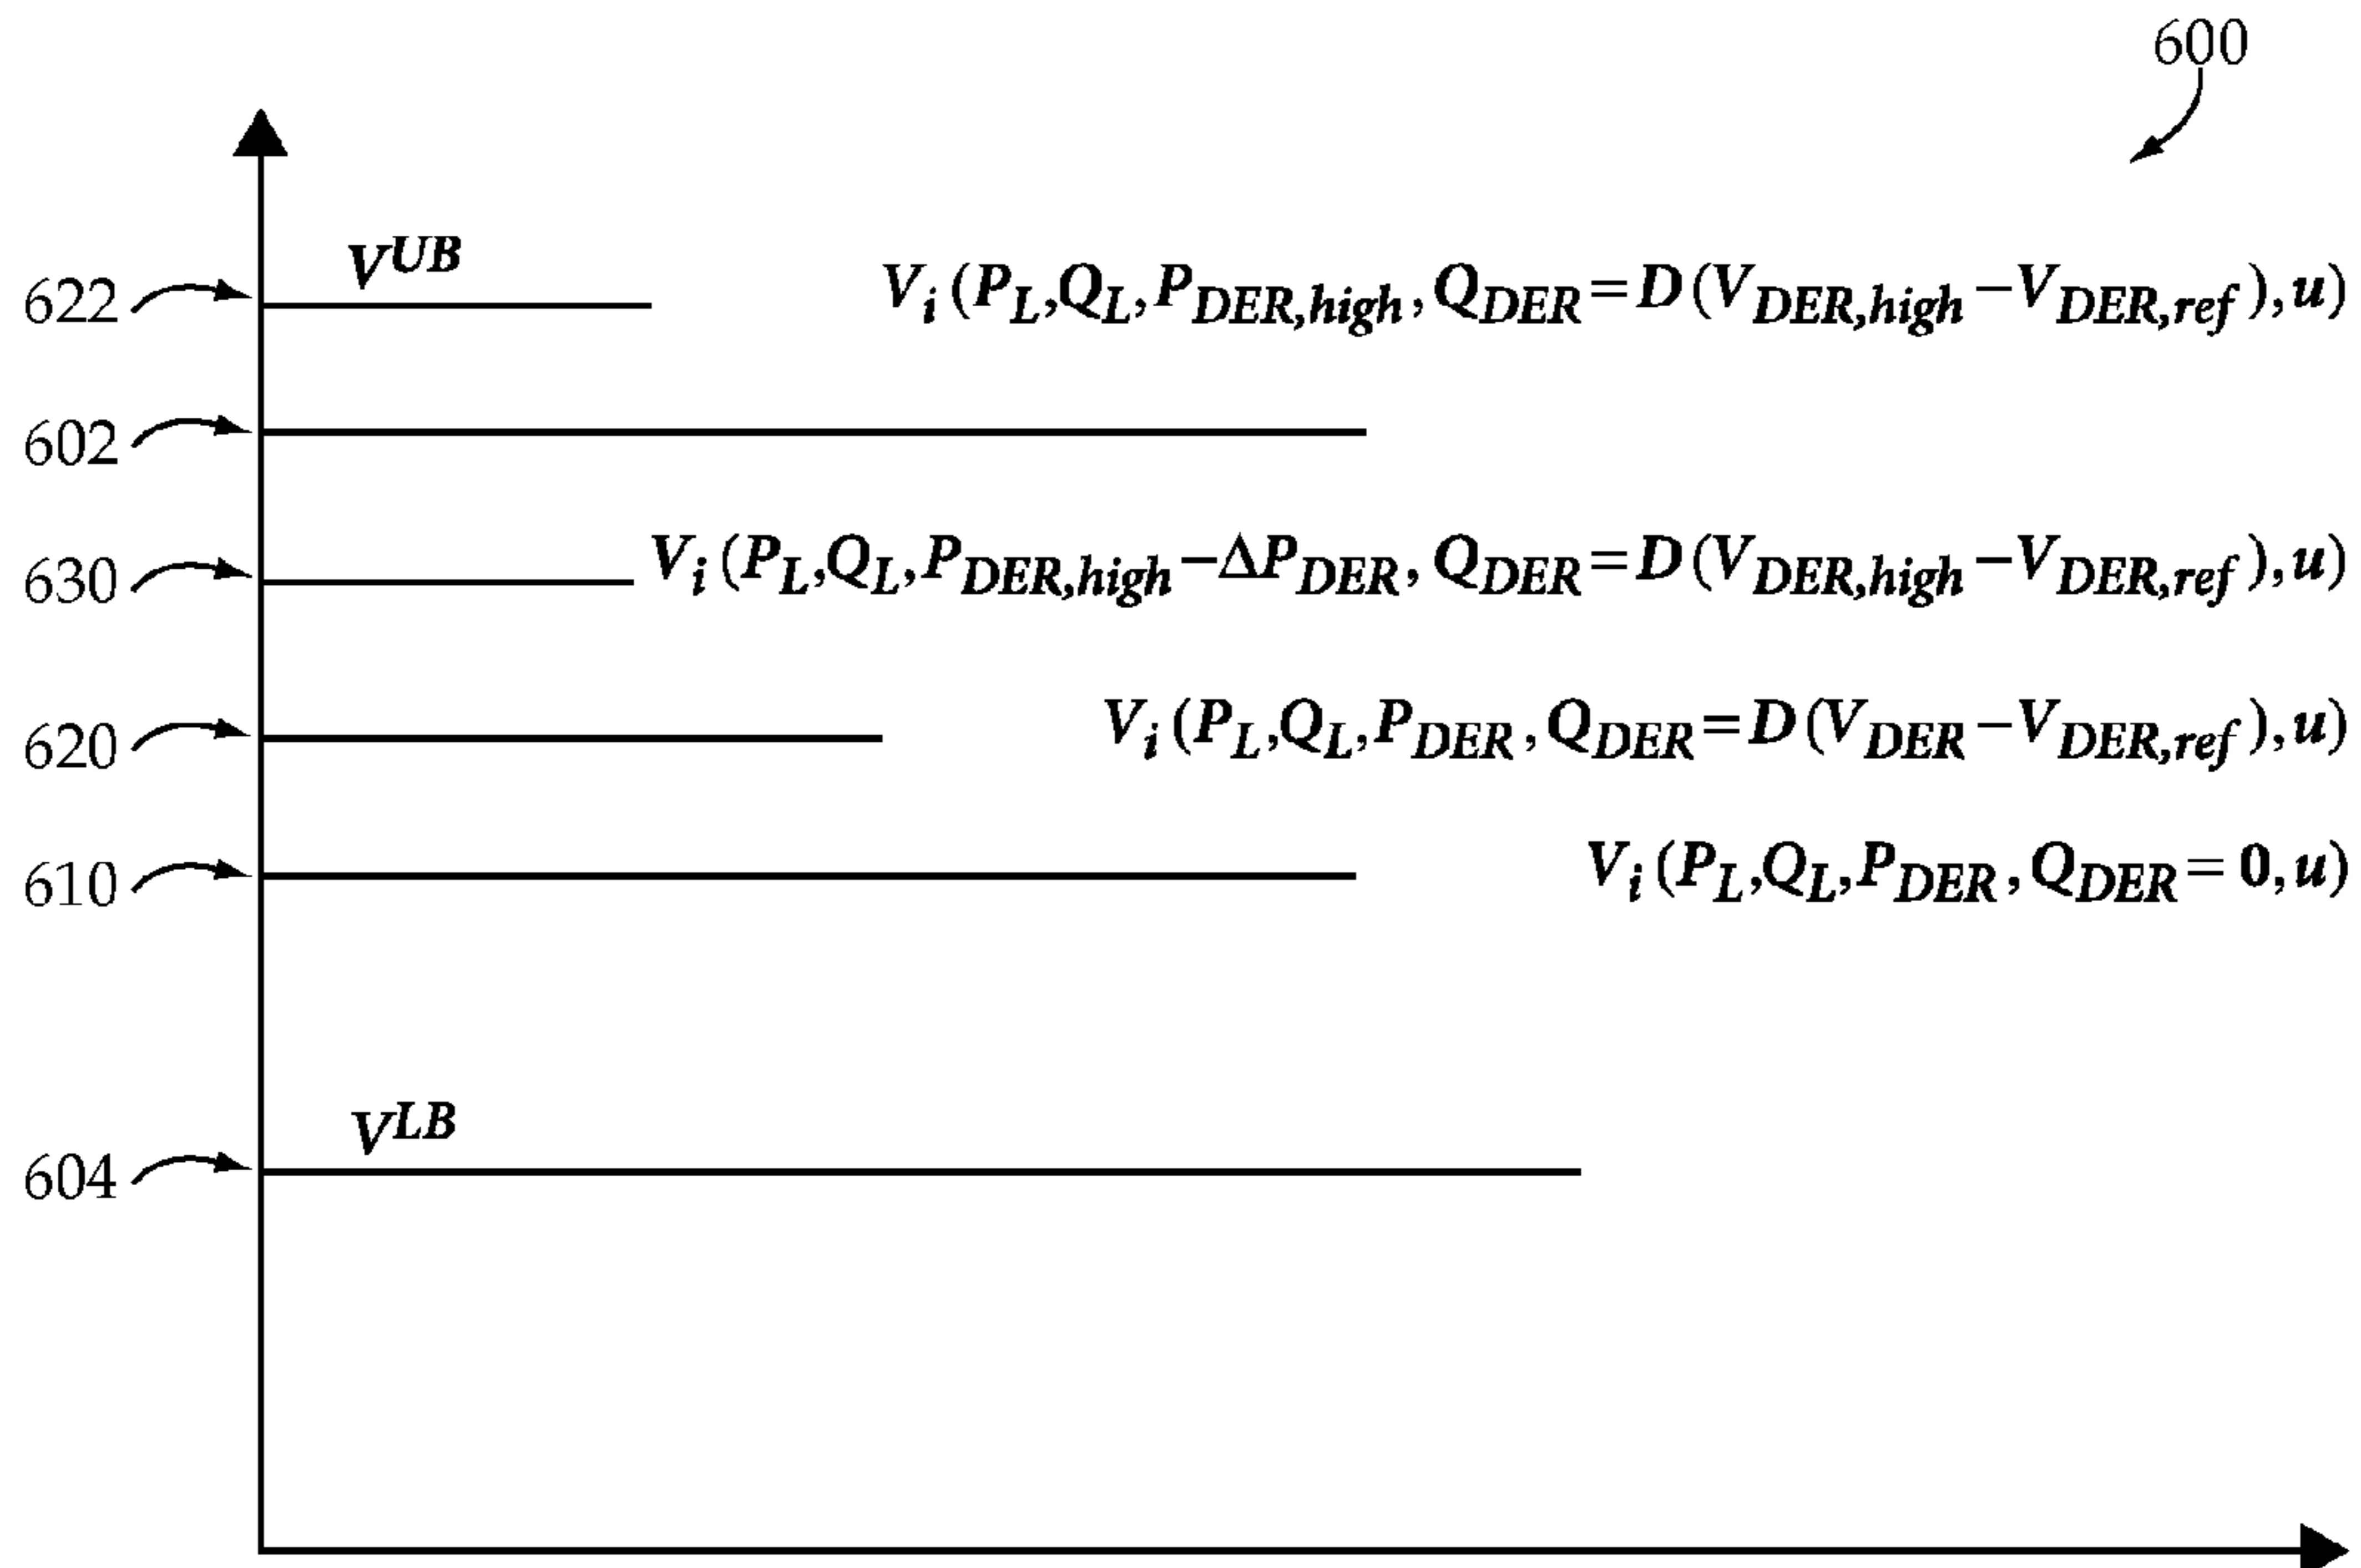 600
V^UB
622 V_i (P_L,Q_L,P_DER,high,Q_DER=D(V_DER,high−V_DER,ref),u)
602
630 V_i (P_L,Q_L,P_DER,high−ΔP_DER,Q_DER=D(V_DER,high−V_DER,ref),u)
620 V_i (P_L,Q_L,P_DER,Q_DER=D(V_DER−V_DER,ref),u)
610 V_i (P_L,Q_L,P_DER,Q_DER=0,u)
V^LB
604